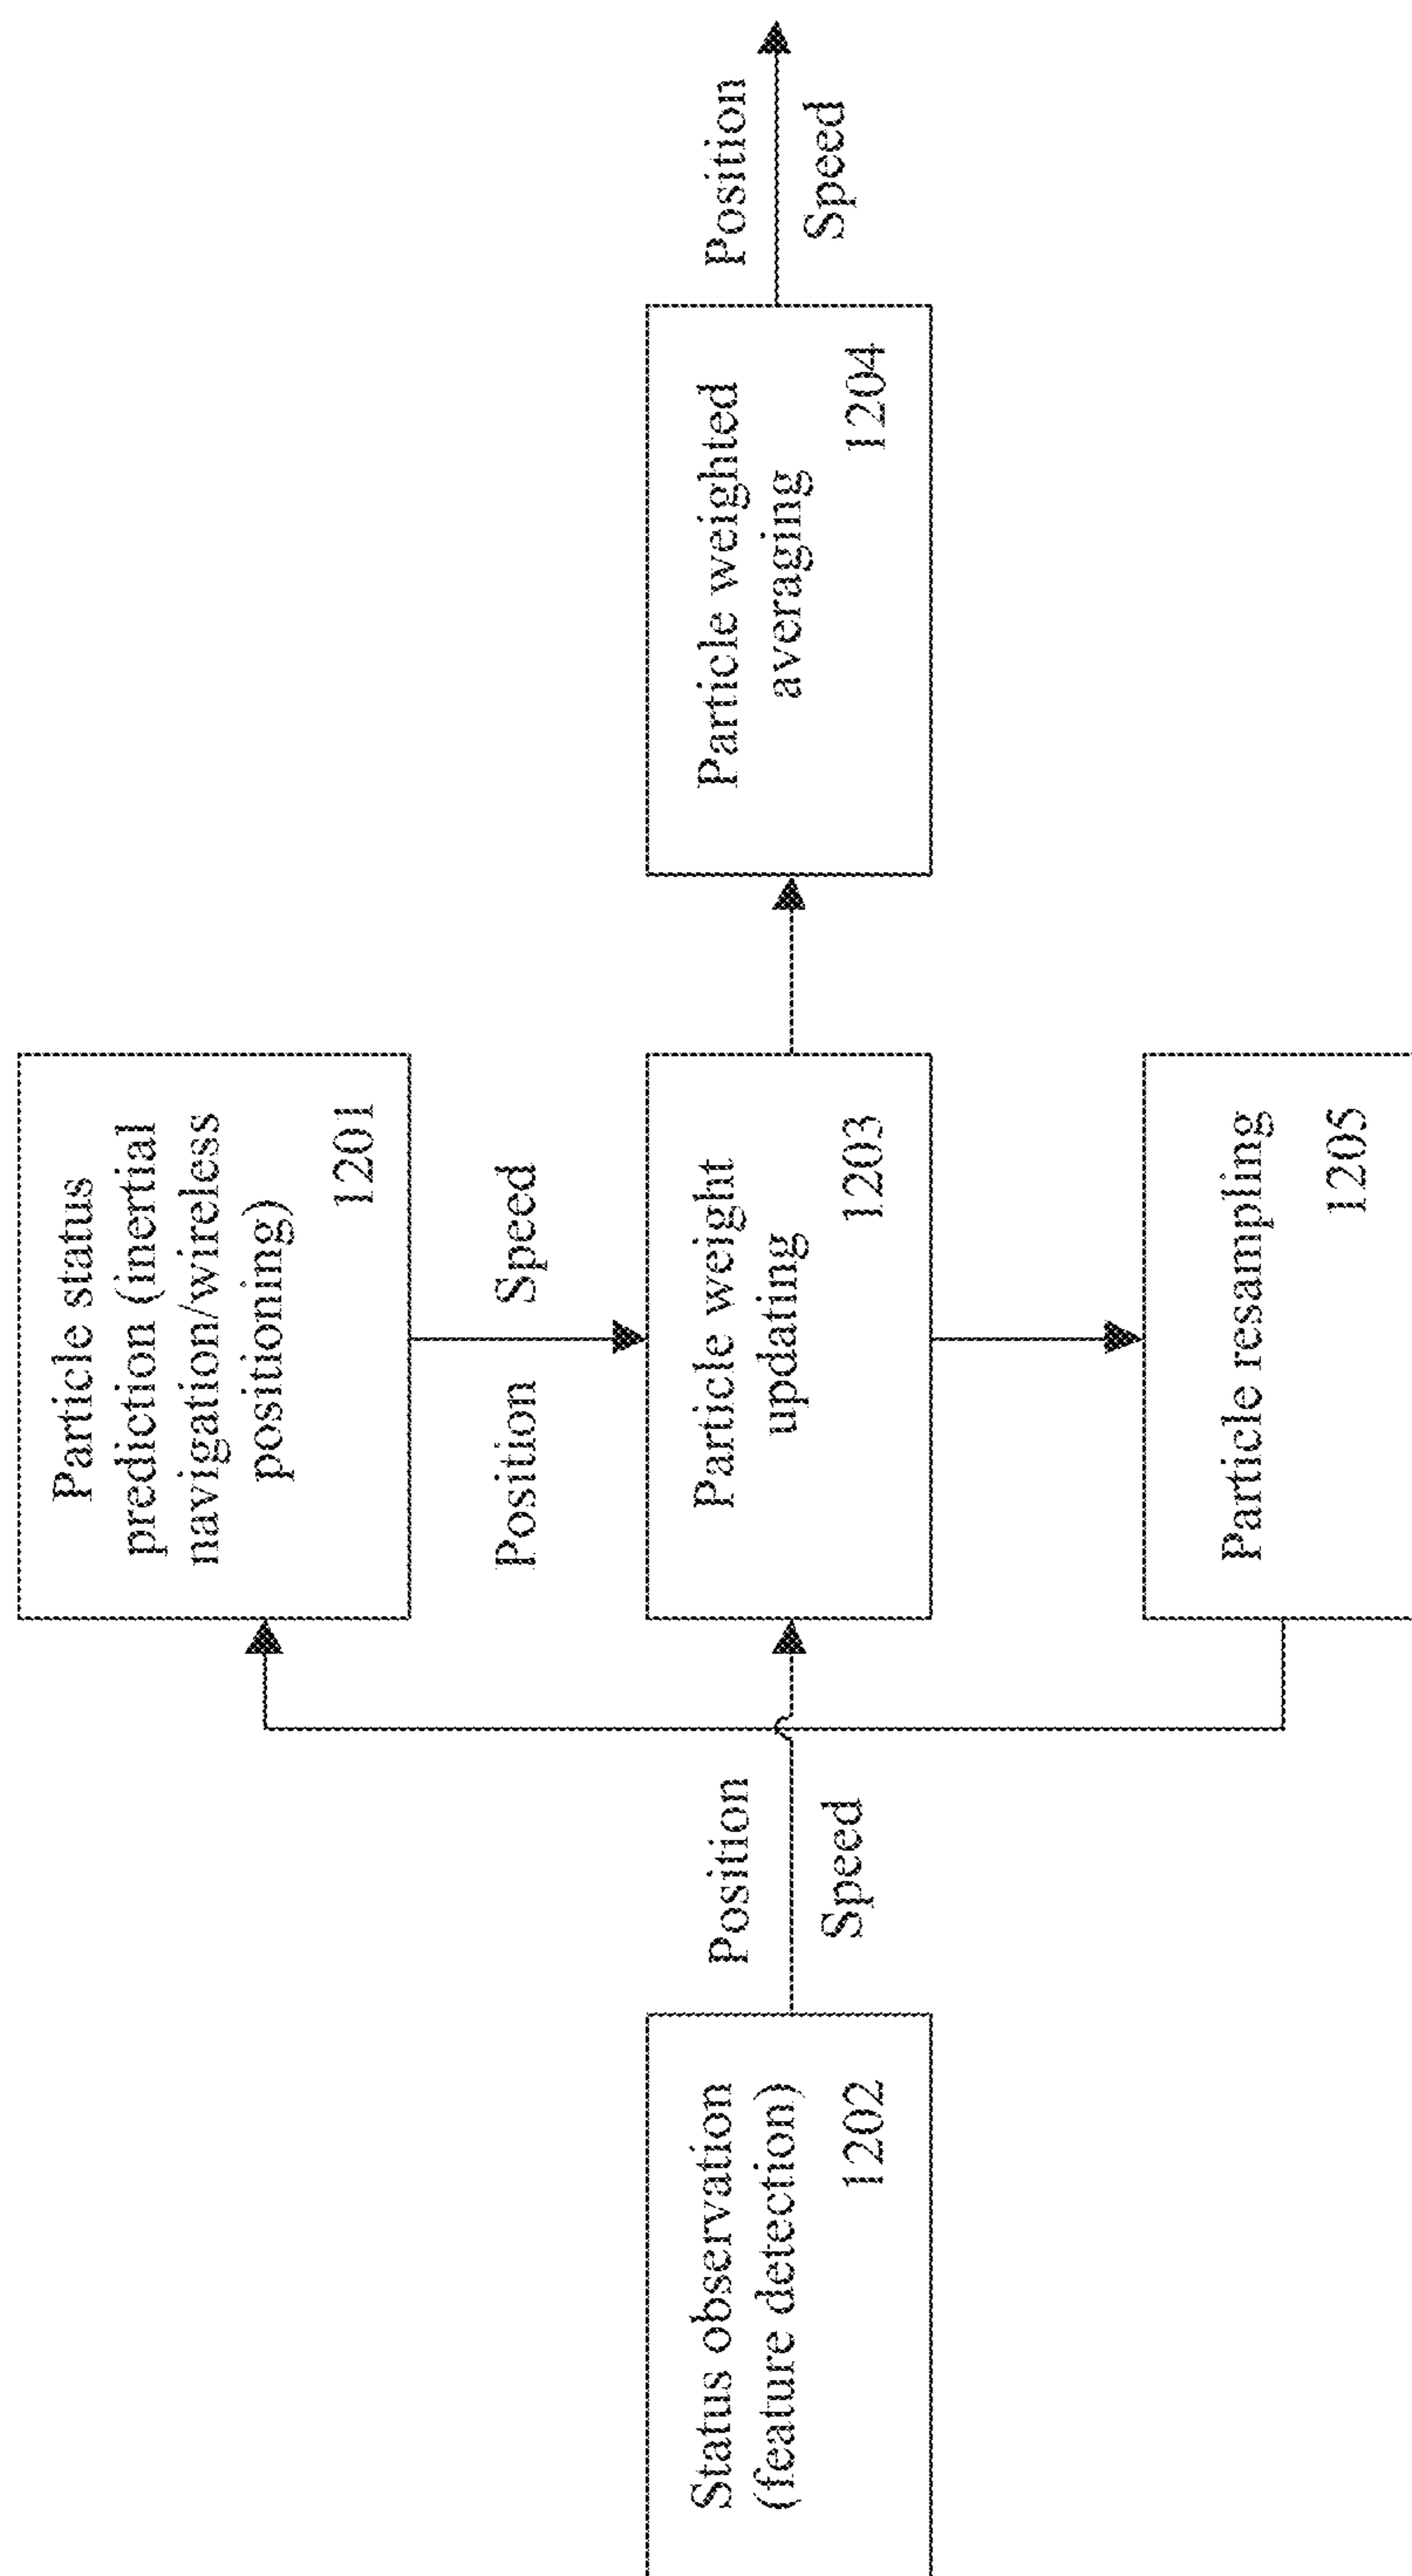 Particle status
prediction (inertial
navigation/wireless
positioning)
1201
Position Speed
Status observation
(feature detection)
1202
Position
Speed
Particle weight
updating
1203
Particle weighted
averaging
1204
Position
Speed
Particle resampling
1205